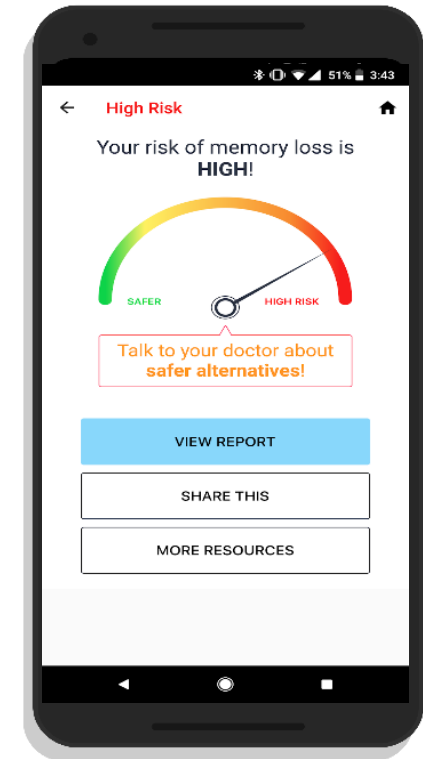 51% 3:43
High Risk
Your risk of memory loss is
HIGH!
SAFER
HIGH RISK
Talk to your doctor about
safer alternatives!
VIEW REPORT
SHARE THIS
MORE RESOURCES